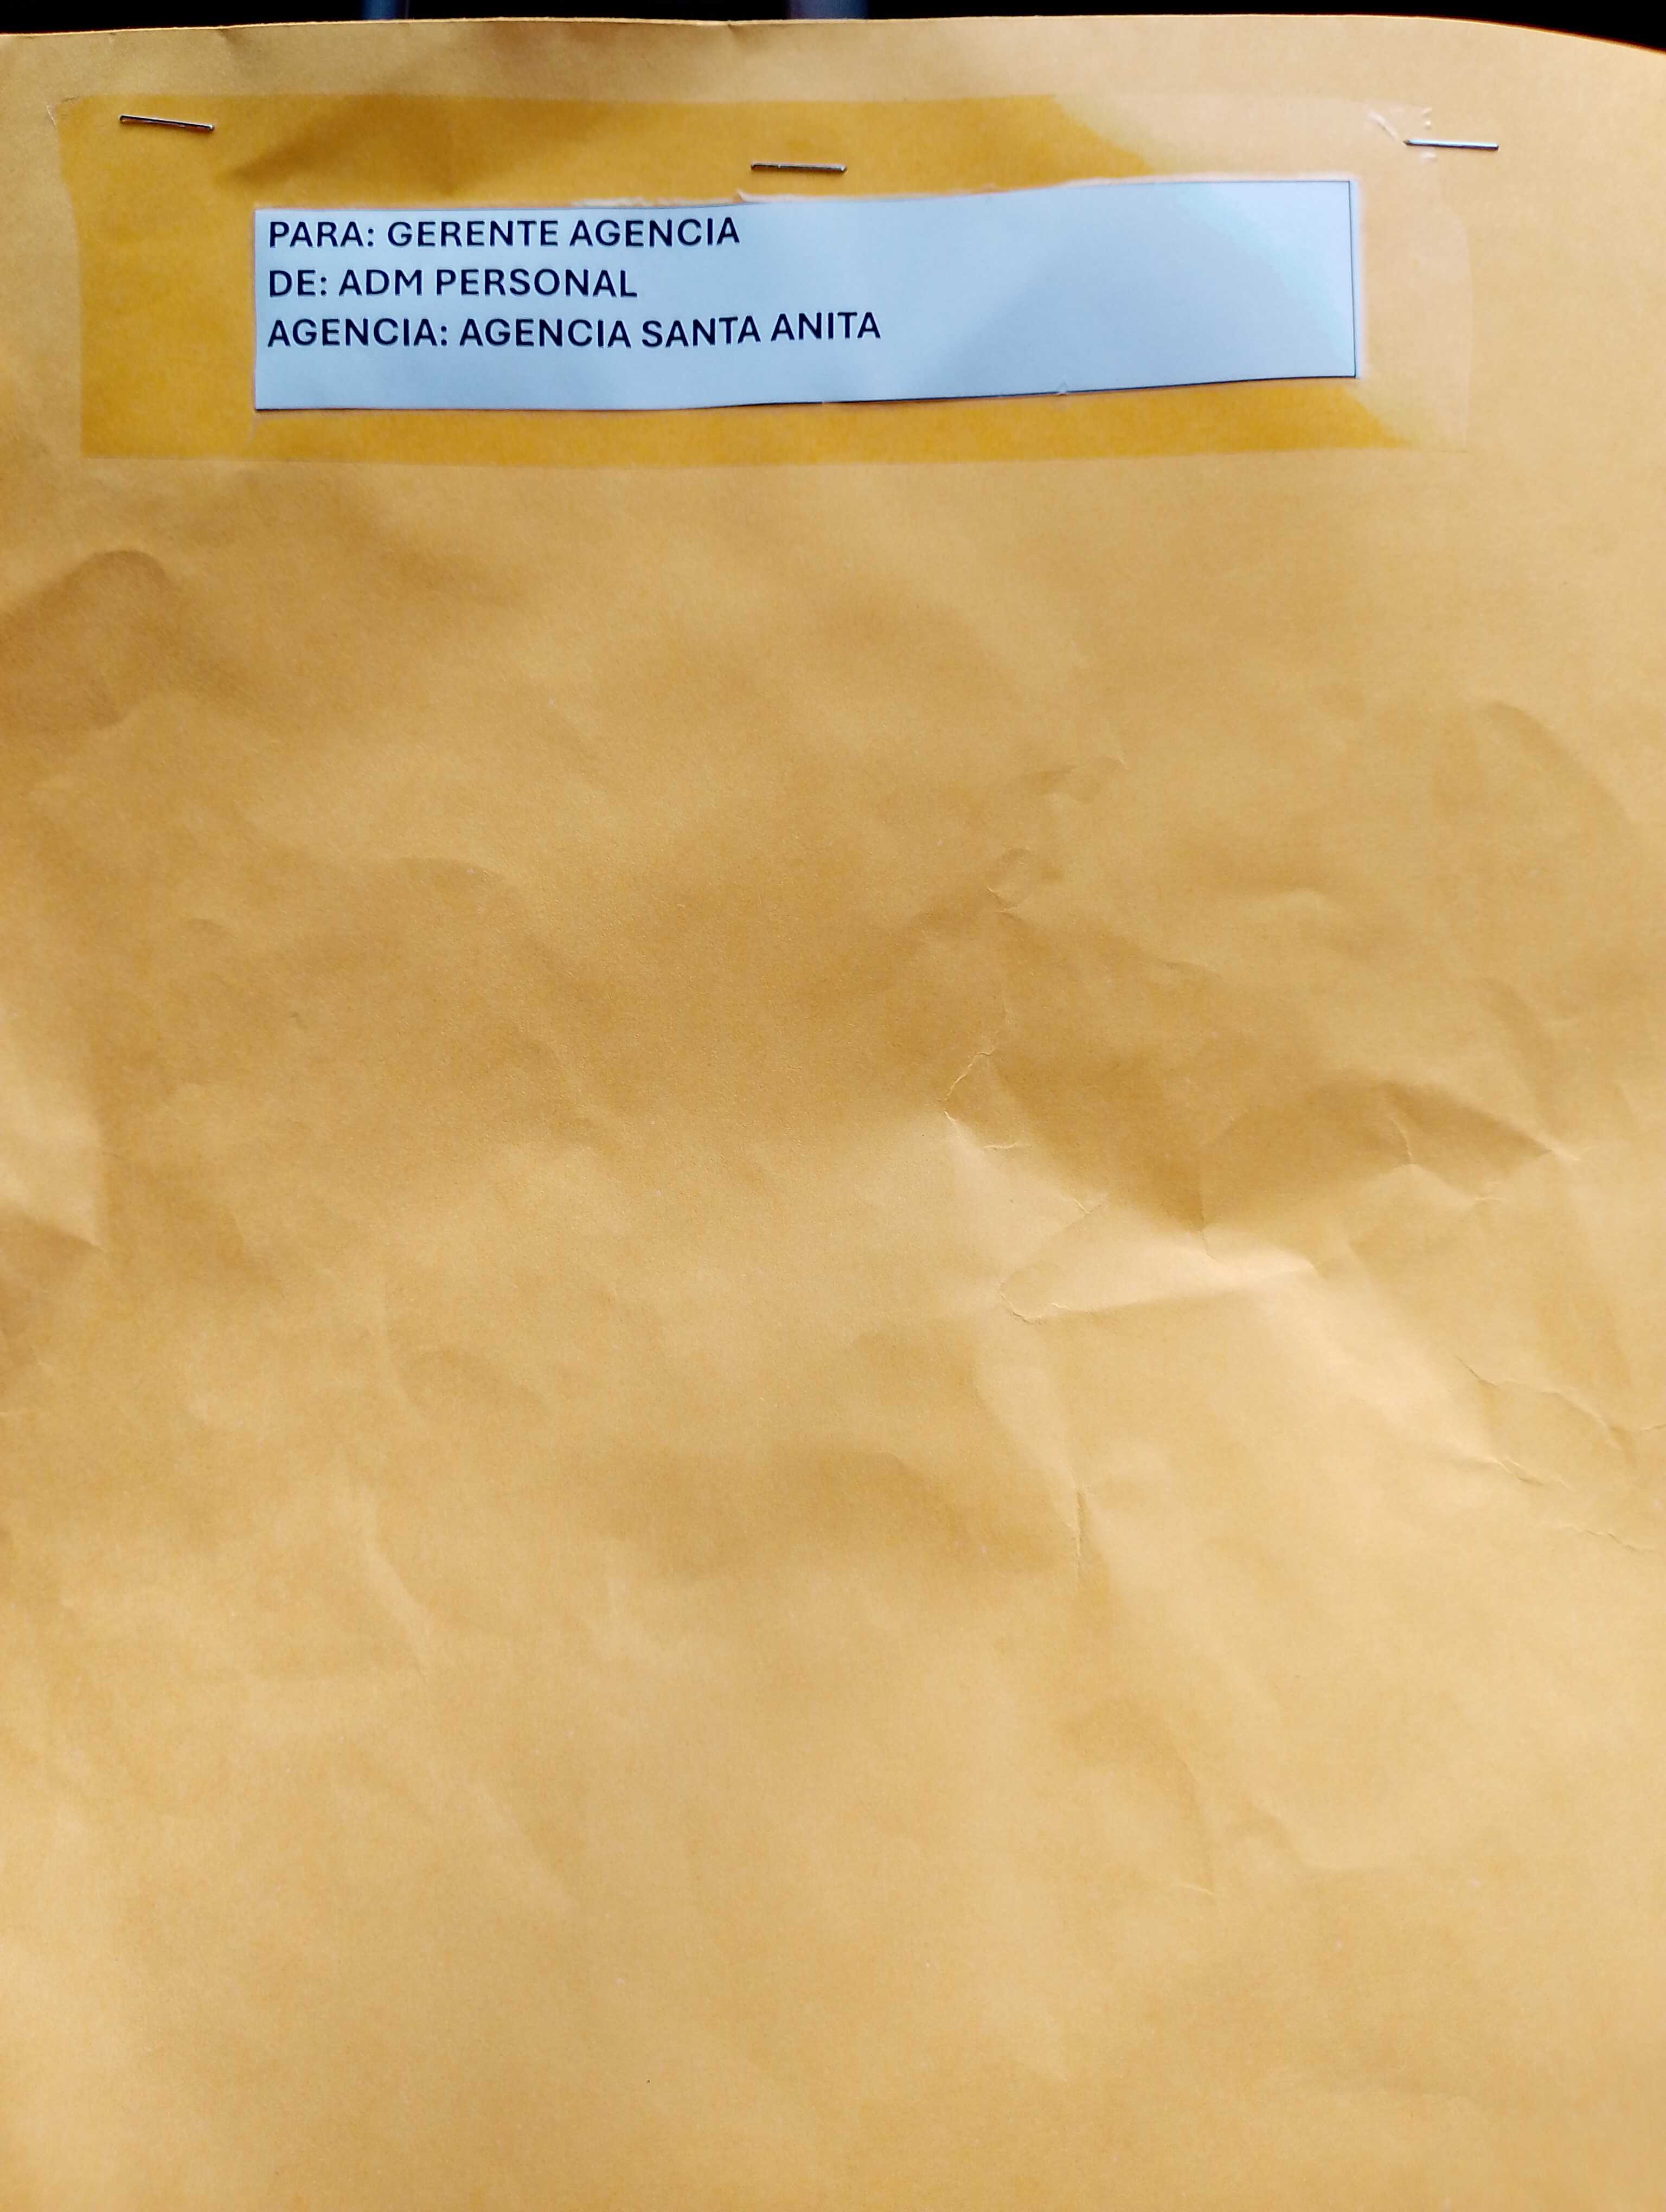 PARA: GERENTE AGENCIA
DE: ADM PERSONAL
AGENCIA: AGENCIA SANTA ANITA